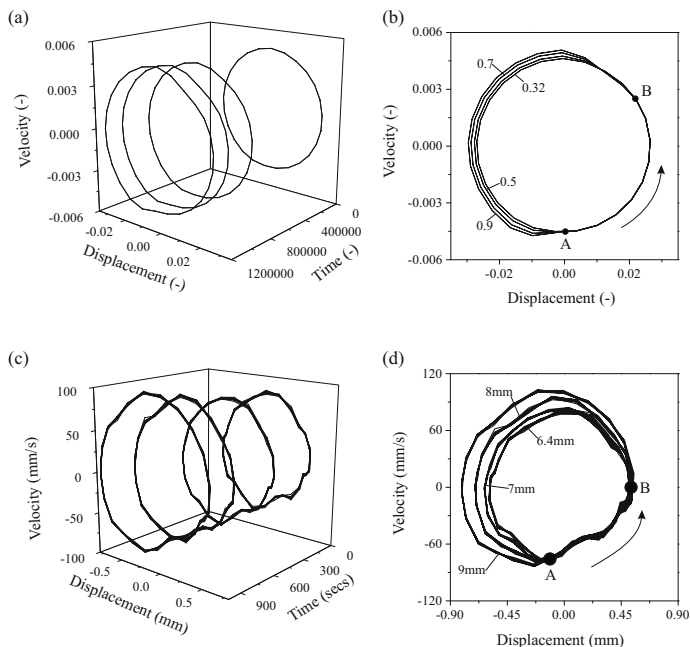 (a)
0.006
0.003
0.000
-0.003
-0.006
Velocity (-)
-0.02
0.00
0.02
Displacement (-)
0
400000
800000
1200000
Time (-)
(b)
0.006
0.003
0.000
-0.003
-0.006
Velocity (-)
0.7
0.32
B
0.5
0.9
A
-0.02
0.00
0.02
Displacement (-)
(c)
100
50
0
-50
-100
Velocity (mm/s)
-0.5
0.0
0.5
Displacement (mm)
0
300
600
900
Time (secs)
(d)
120
60
0
-60
-120
Velocity (mm/s)
8mm
6.4mm
7mm
B
9mm
A
-0.90
-0.45
0.00
0.45
0.90
Displacement (mm)